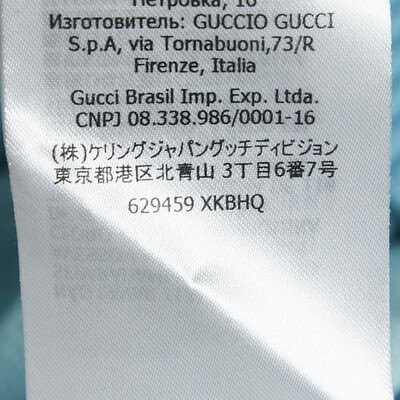 Петровка, 16
Изготовитель: GUCCIO GUCCI
S.p.A, via Tornabuoni,73/R
Firenze, Italia
Gucci Brasil Imp. Exp. Ltda.
CNPJ 08.338.986/0001-16
(株)ケリングジャパングッチディビジョン
東京都港区北青山 3丁目6番7号
629459 XKBHQ